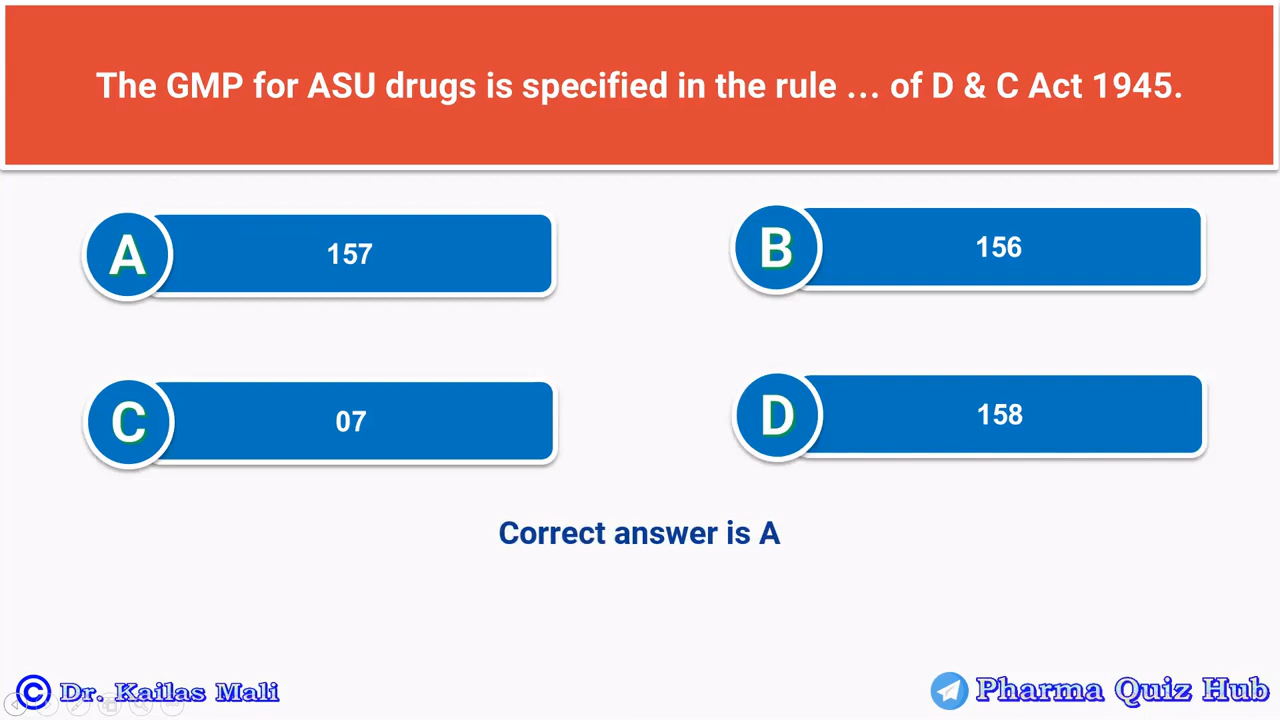 The GMP for ASU drugs is specified in the rule ... of D & C Act 1945.
A 157
B 156
C 07
D 158
Correct answer is A
© Dr. Kailas Mali
Pharma Quiz Hub